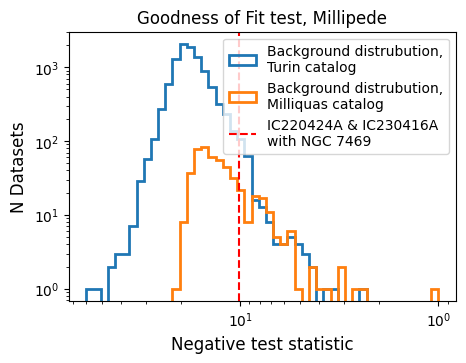 Goodness of Fit test, Millipede
Background distrubution,
Turin catalog
Background distrubution,
Milliquas catalog
IC220424A & IC230416A
with NGC 7469
N Datasets
10³
10²
10¹
10⁰
10¹
10⁰
Negative test statistic